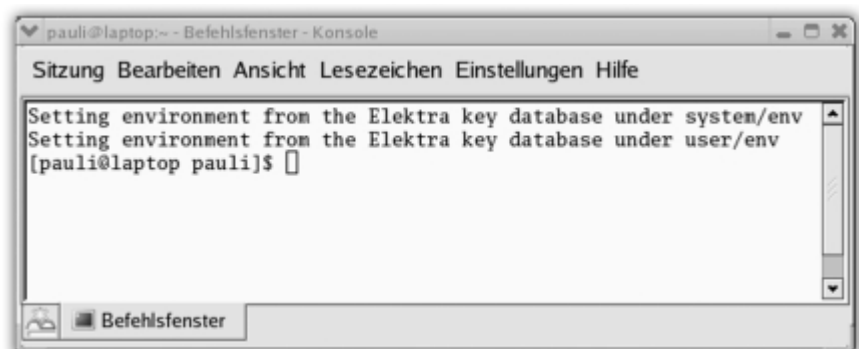 pauli@laptop:~ - Befehlsfenster - Konsole
Sitzung Bearbeiten Ansicht Lesezeichen Einstellungen Hilfe
Setting environment from the Elektra key database under system/env
Setting environment from the Elektra key database under user/env
[pauli@laptop pauli]$
Befehlsfenster